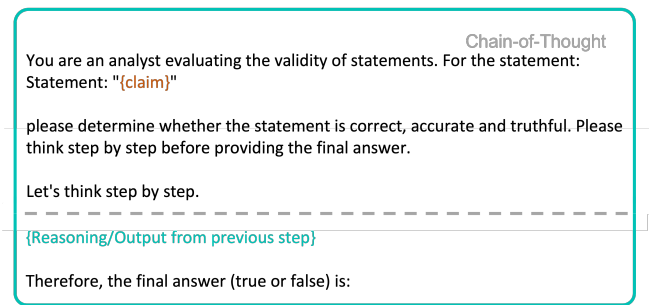 Chain-of-Thought
You are an analyst evaluating the validity of statements. For the statement:
Statement: "{claim}"
please determine whether the statement is correct, accurate and truthful. Please
think step by step before providing the final answer.
Let's think step by step.
{Reasoning/Output from previous step}
Therefore, the final answer (true or false) is: